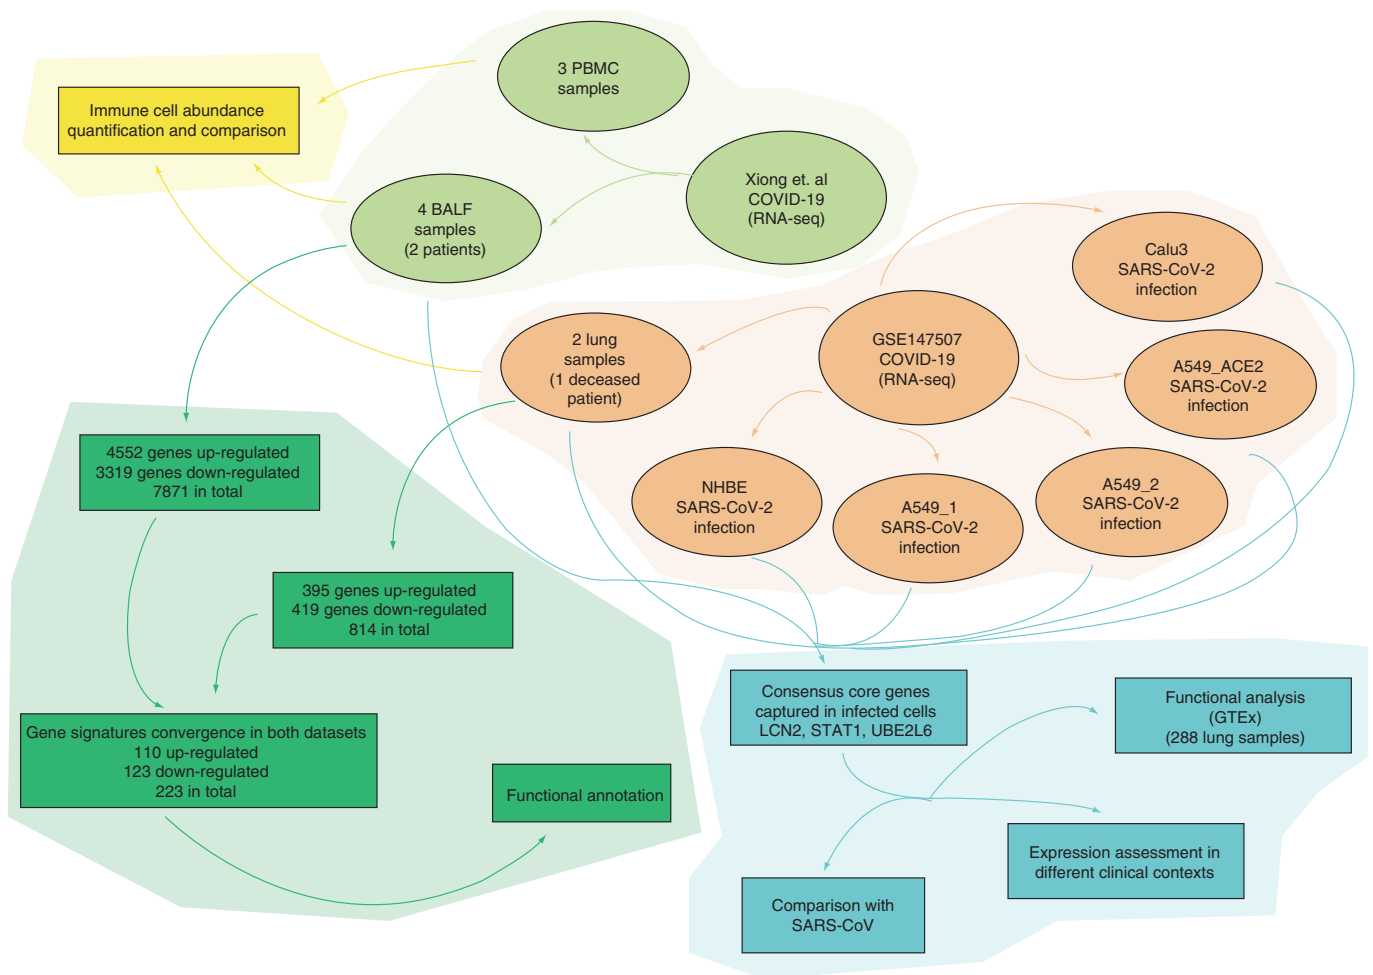 3 PBMC
samples
Immune cell abundance
quantification and comparison
Xiong et. al
COVID-19
(RNA-seq)
4 BALF
samples
(2 patients)
Calu3
SARS-CoV-2
infection
2 lung
samples
(1 deceased
patient)
GSE147507
COVID-19
(RNA-seq)
A549_ACE2
SARS-CoV-2
infection
4552 genes up-regulated
3319 genes down-regulated
7871 in total
NHBE
SARS-CoV-2
infection
A549_1
SARS-CoV-2
infection
A549_2
SARS-CoV-2
infection
395 genes up-regulated
419 genes down-regulated
814 in total
Gene signatures convergence in both datasets
110 up-regulated
123 down-regulated
223 in total
Functional annotation
Consensus core genes
captured in infected cells
LCN2, STAT1, UBE2L6
Functional analysis
(GTEx)
(288 lung samples)
Expression assessment in
different clinical contexts
Comparison with
SARS-CoV